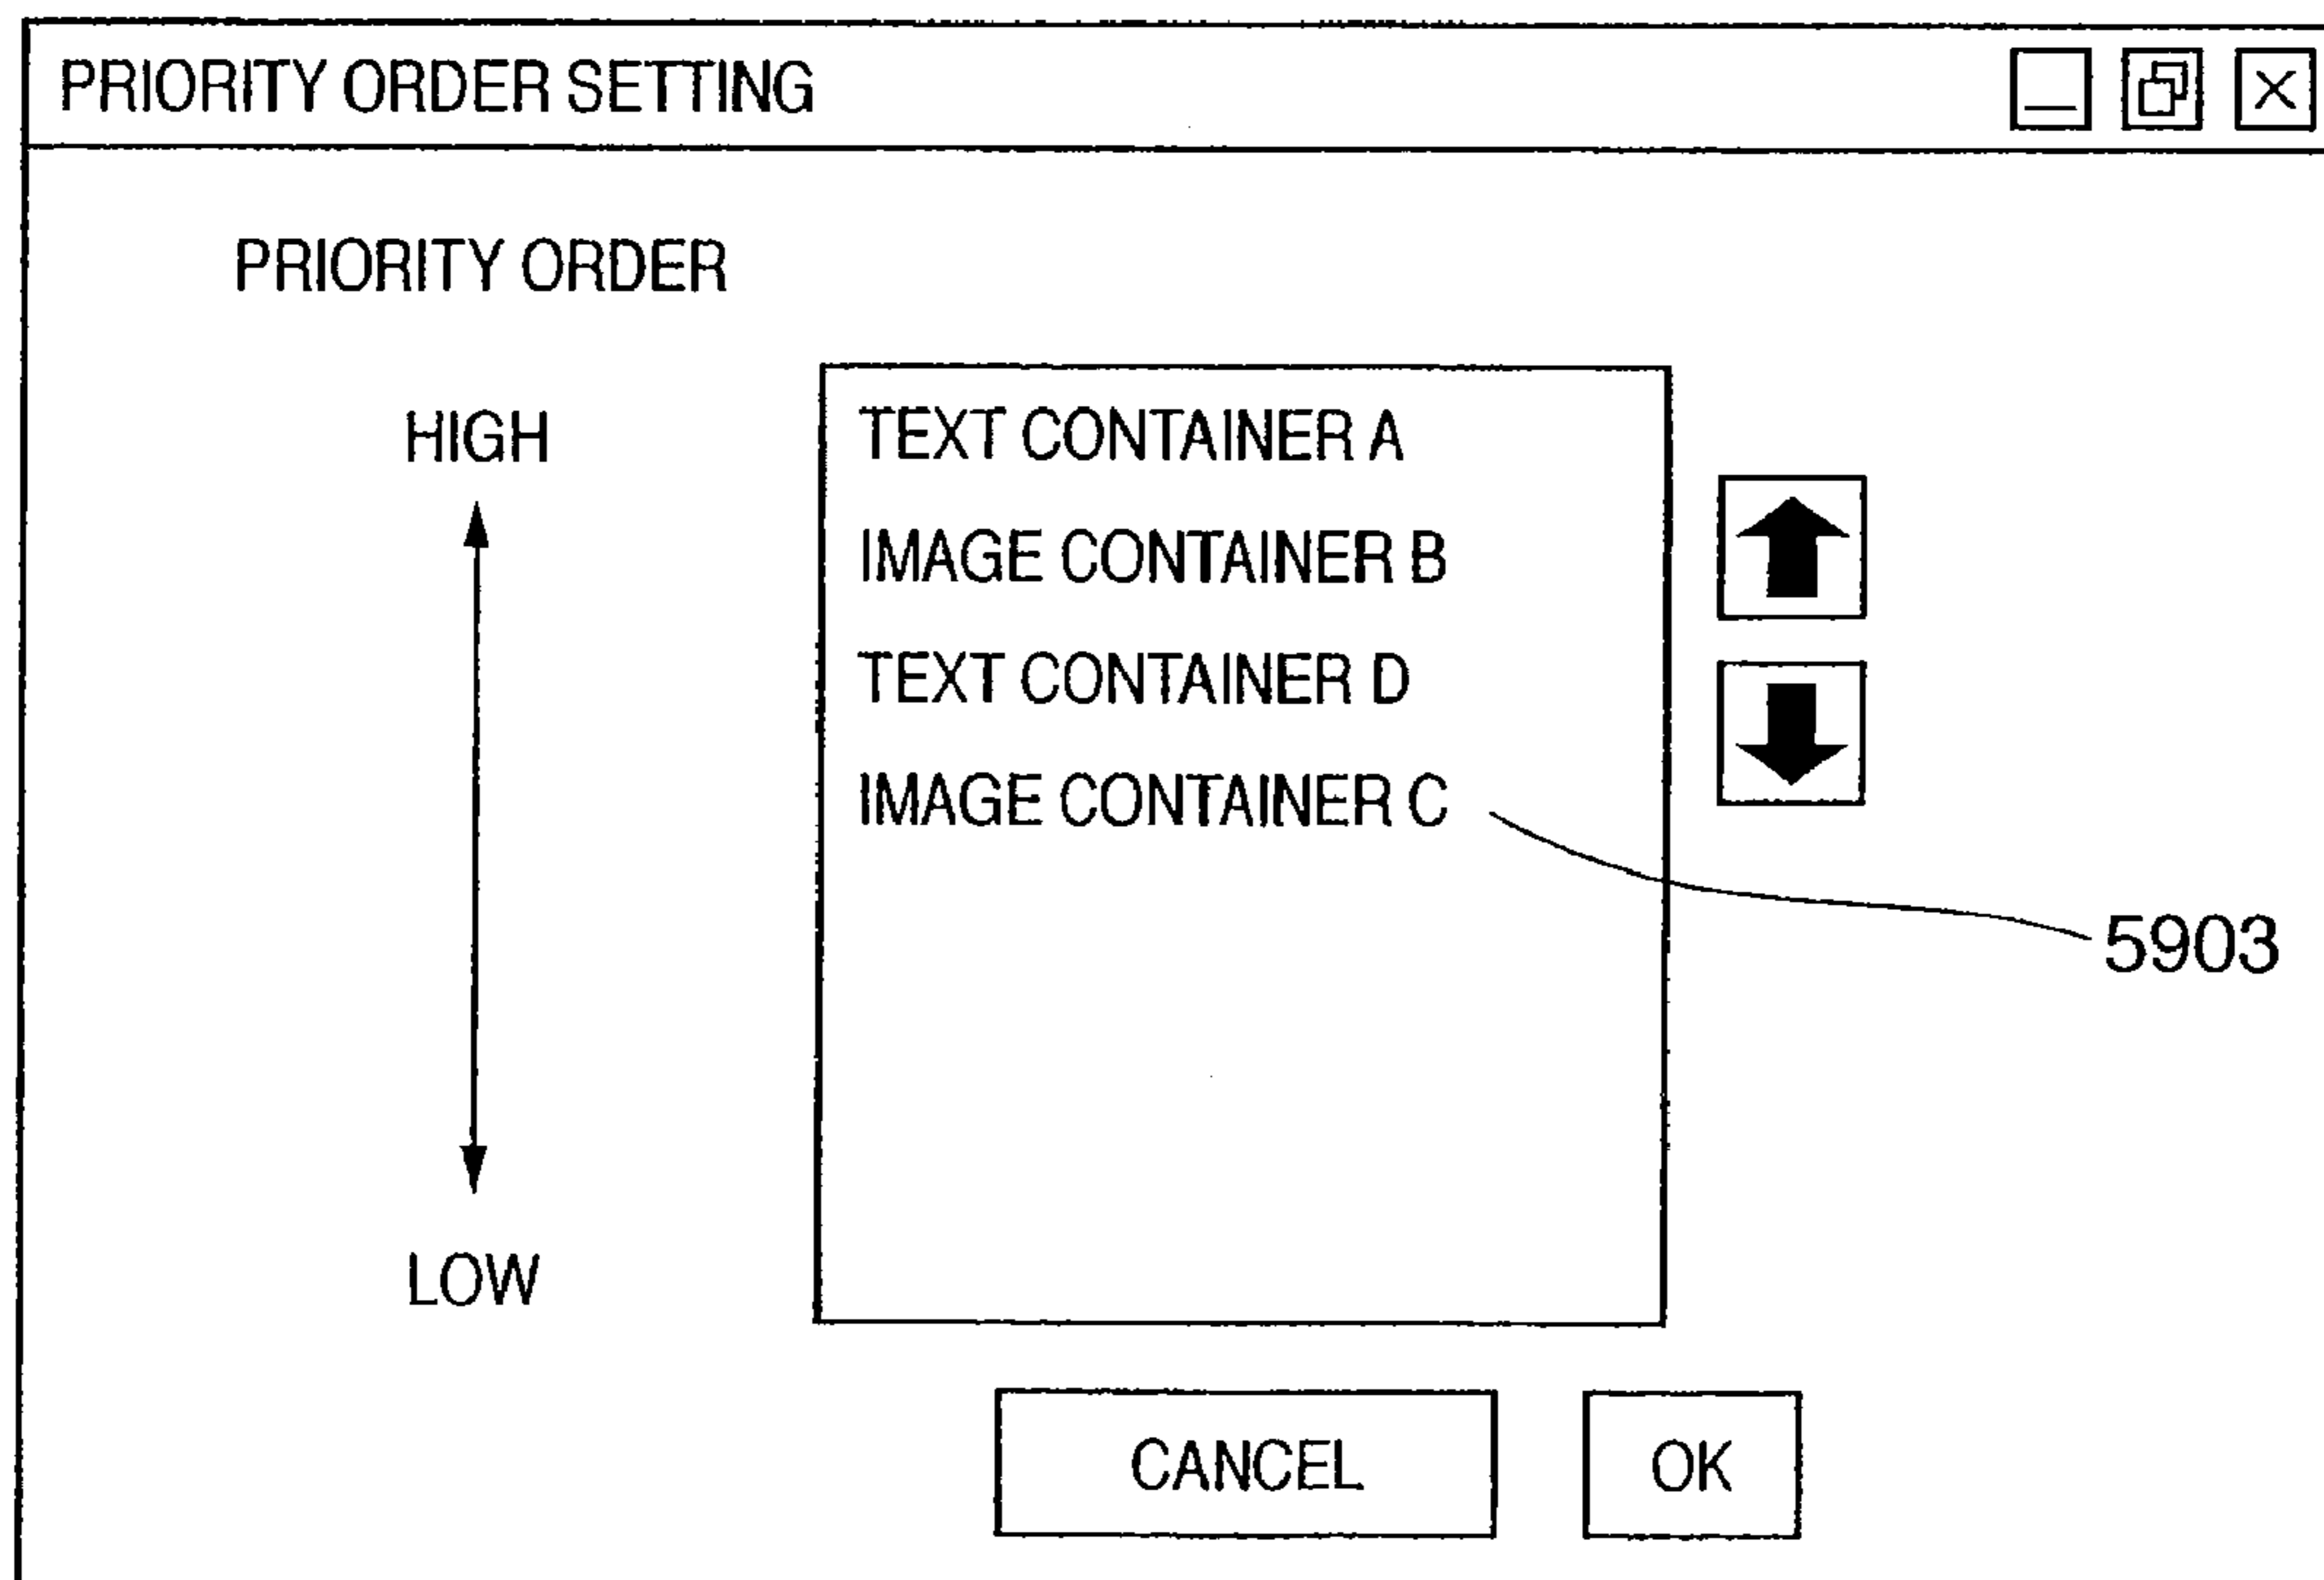 PRIORITY ORDER SETTING
PRIORITY ORDER
HIGH
TEXT CONTAINER A
IMAGE CONTAINER B
TEXT CONTAINER D
IMAGE CONTAINER C
5903
LOW
CANCEL
OK